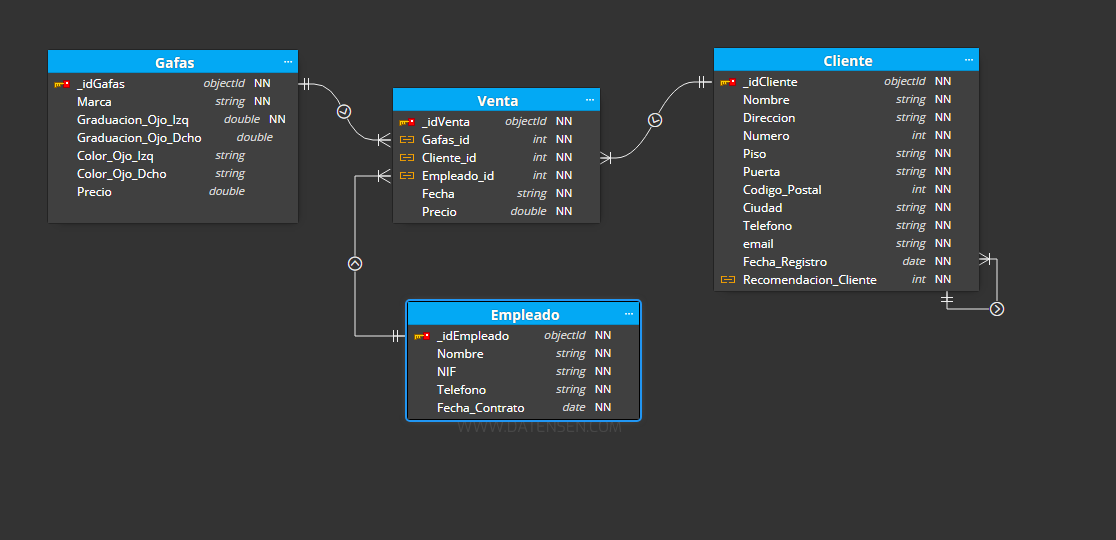 Gafas ...
_idGafas objectId NN
Marca string NN
Graduacion_Ojo_Izq double NN
Graduacion_Ojo_Dcho double
Color_Ojo_Izq string
Color_Ojo_Dcho string
Precio double
Venta ...
_idVenta objectId NN
Gafas_id int NN
Cliente_id int NN
Empleado_id int NN
Fecha string NN
Precio double NN
Cliente ...
_idCliente objectId NN
Nombre string NN
Direccion string NN
Numero int NN
Piso string NN
Puerta string NN
Codigo_Postal int NN
Ciudad string NN
Telefono string NN
email string NN
Fecha_Registro date NN
Recomendacion_Cliente int NN
Empleado ...
_idEmpleado objectId NN
Nombre string NN
NIF string NN
Telefono string NN
Fecha_Contrato date NN
WWW.DATENSEN.COM